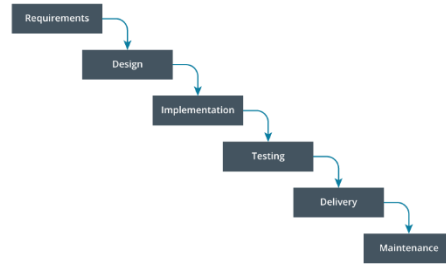 Requirements
Design
Implementation
Testing
Delivery
Maintenance